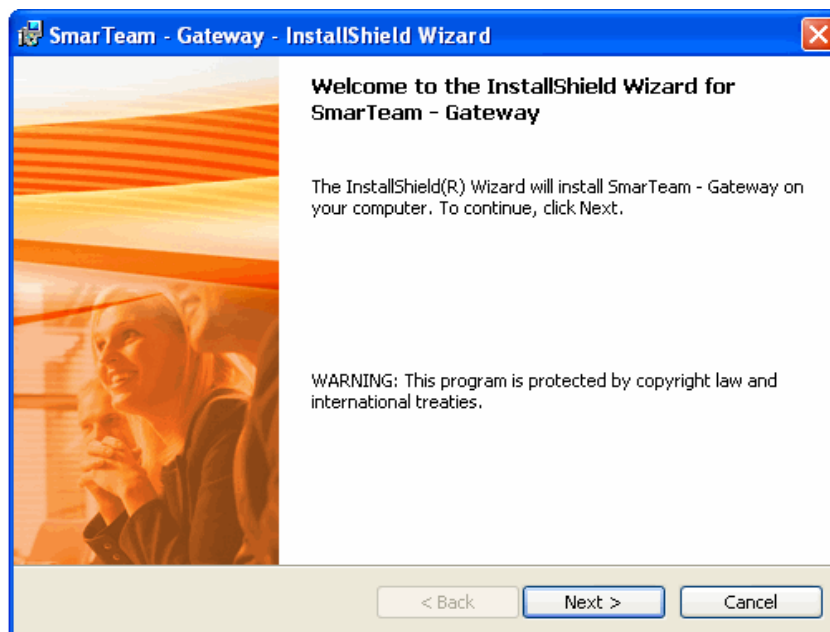 SmarTeam - Gateway - InstallShield Wizard
Welcome to the InstallShield Wizard for
SmarTeam - Gateway
The InstallShield(R) Wizard will install SmarTeam - Gateway on
your computer. To continue, click Next.
WARNING: This program is protected by copyright law and
international treaties.
< Back
Next >
Cancel